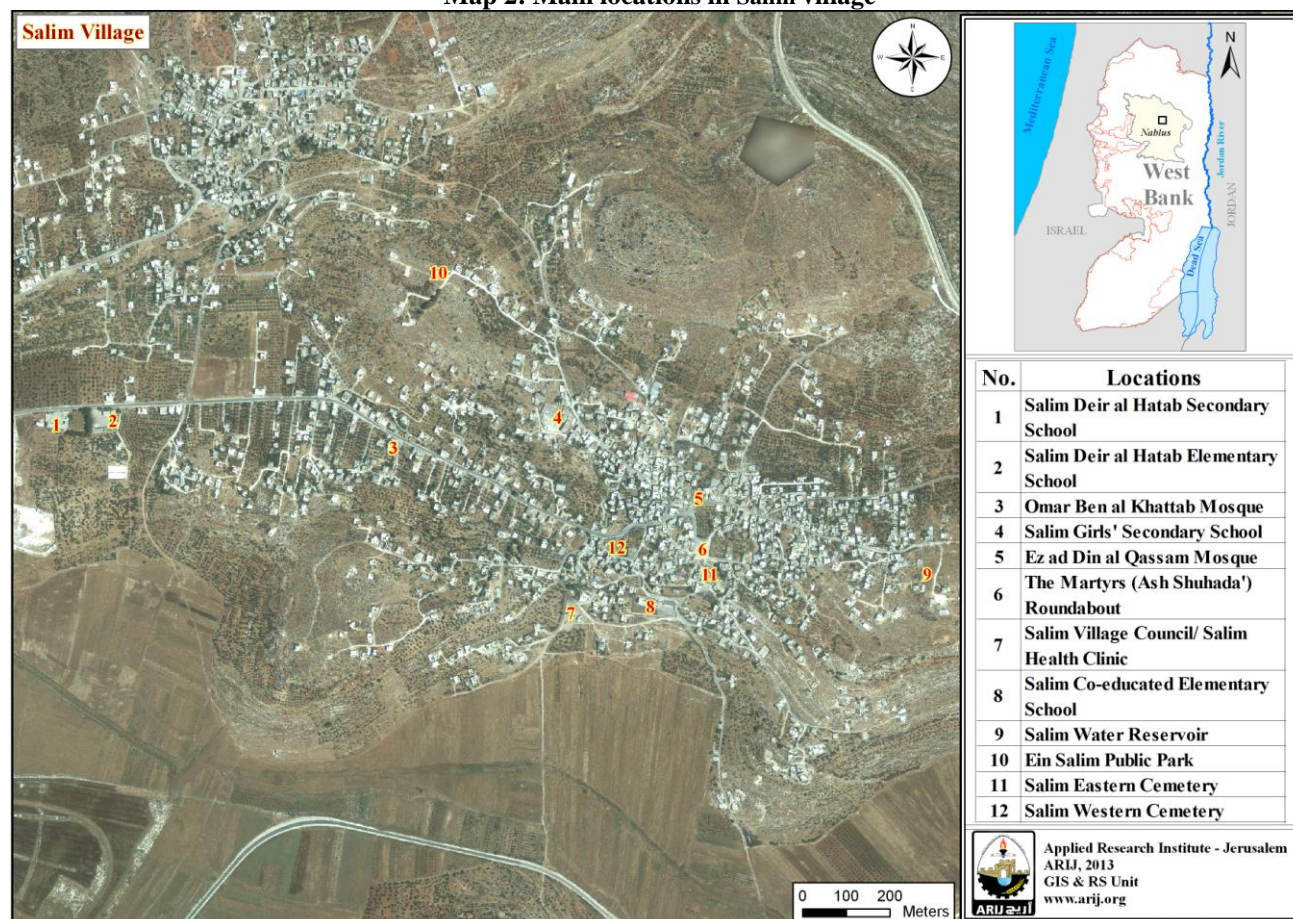 Map 2: Main locations in Salim village
Salim Village
N
W
E
S
10
1
2
3
4
5
12
6
11
9
7
8
0 100 200
Meters
N
Mediterranean Sea
Nablus
West
Bank
Jordan River
JORDAN
ISRAEL
Dead Sea
No. Locations
1 Salim Deir al Hatab Secondary
School
2 Salim Deir al Hatab Elementary
School
3 Omar Ben al Khattab Mosque
4 Salim Girls' Secondary School
5 Ez ad Din al Qassam Mosque
6 The Martyrs (Ash Shuhada')
Roundabout
7 Salim Village Council/ Salim
Health Clinic
8 Salim Co-educated Elementary
School
9 Salim Water Reservoir
10 Ein Salim Public Park
11 Salim Eastern Cemetery
12 Salim Western Cemetery
ARIJ أريج
Applied Research Institute - Jerusalem
ARIJ, 2013
GIS & RS Unit
www.arij.org